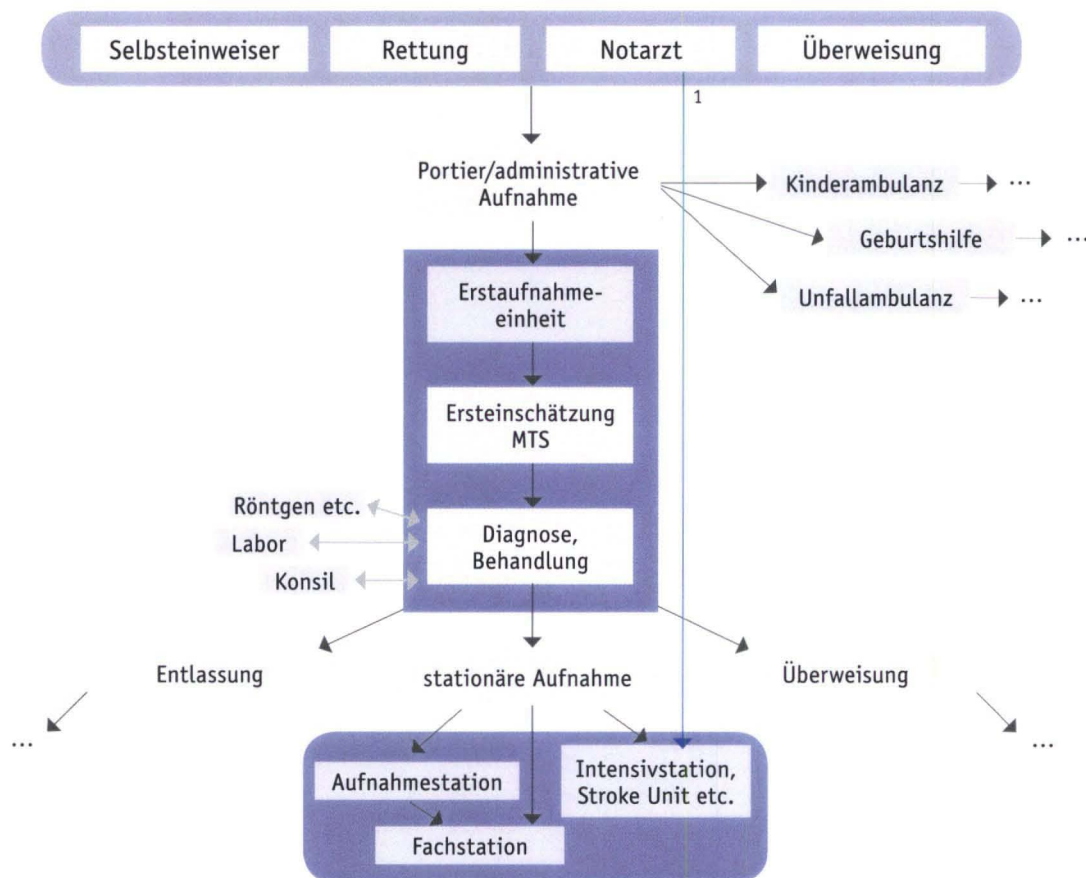 Selbsteinweiser
Rettung
Notarzt
Überweisung
1
Portier/administrative
Aufnahme
Kinderambulanz
...
Geburtshilfe
...
Unfallambulanz
...
Erstaufnahme-
einheit
Ersteinschätzung
MTS
Röntgen etc.
Labor
Konsil
Diagnose,
Behandlung
Entlassung
...
stationäre Aufnahme
Überweisung
...
Aufnahmestation
Intensivstation,
Stroke Unit etc.
Fachstation